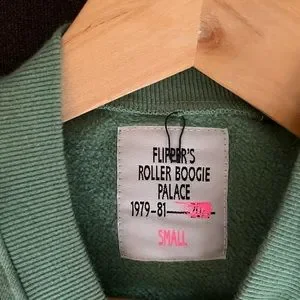 FLIPPER'S
ROLLER BOOGIE
PALACE
1979-81
SMALL